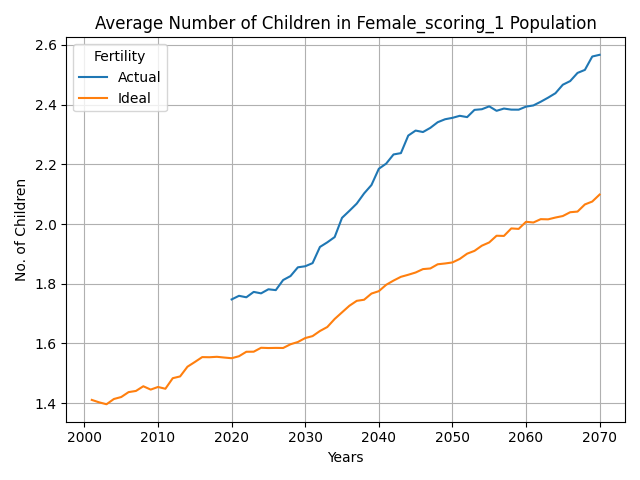 Average Number of Children in Female_scoring_1 Population
Fertility
Actual
Ideal
No. of Children
2.6
2.4
2.2
2.0
1.8
1.6
1.4
2000 2010 2020 2030 2040 2050 2060 2070
Years